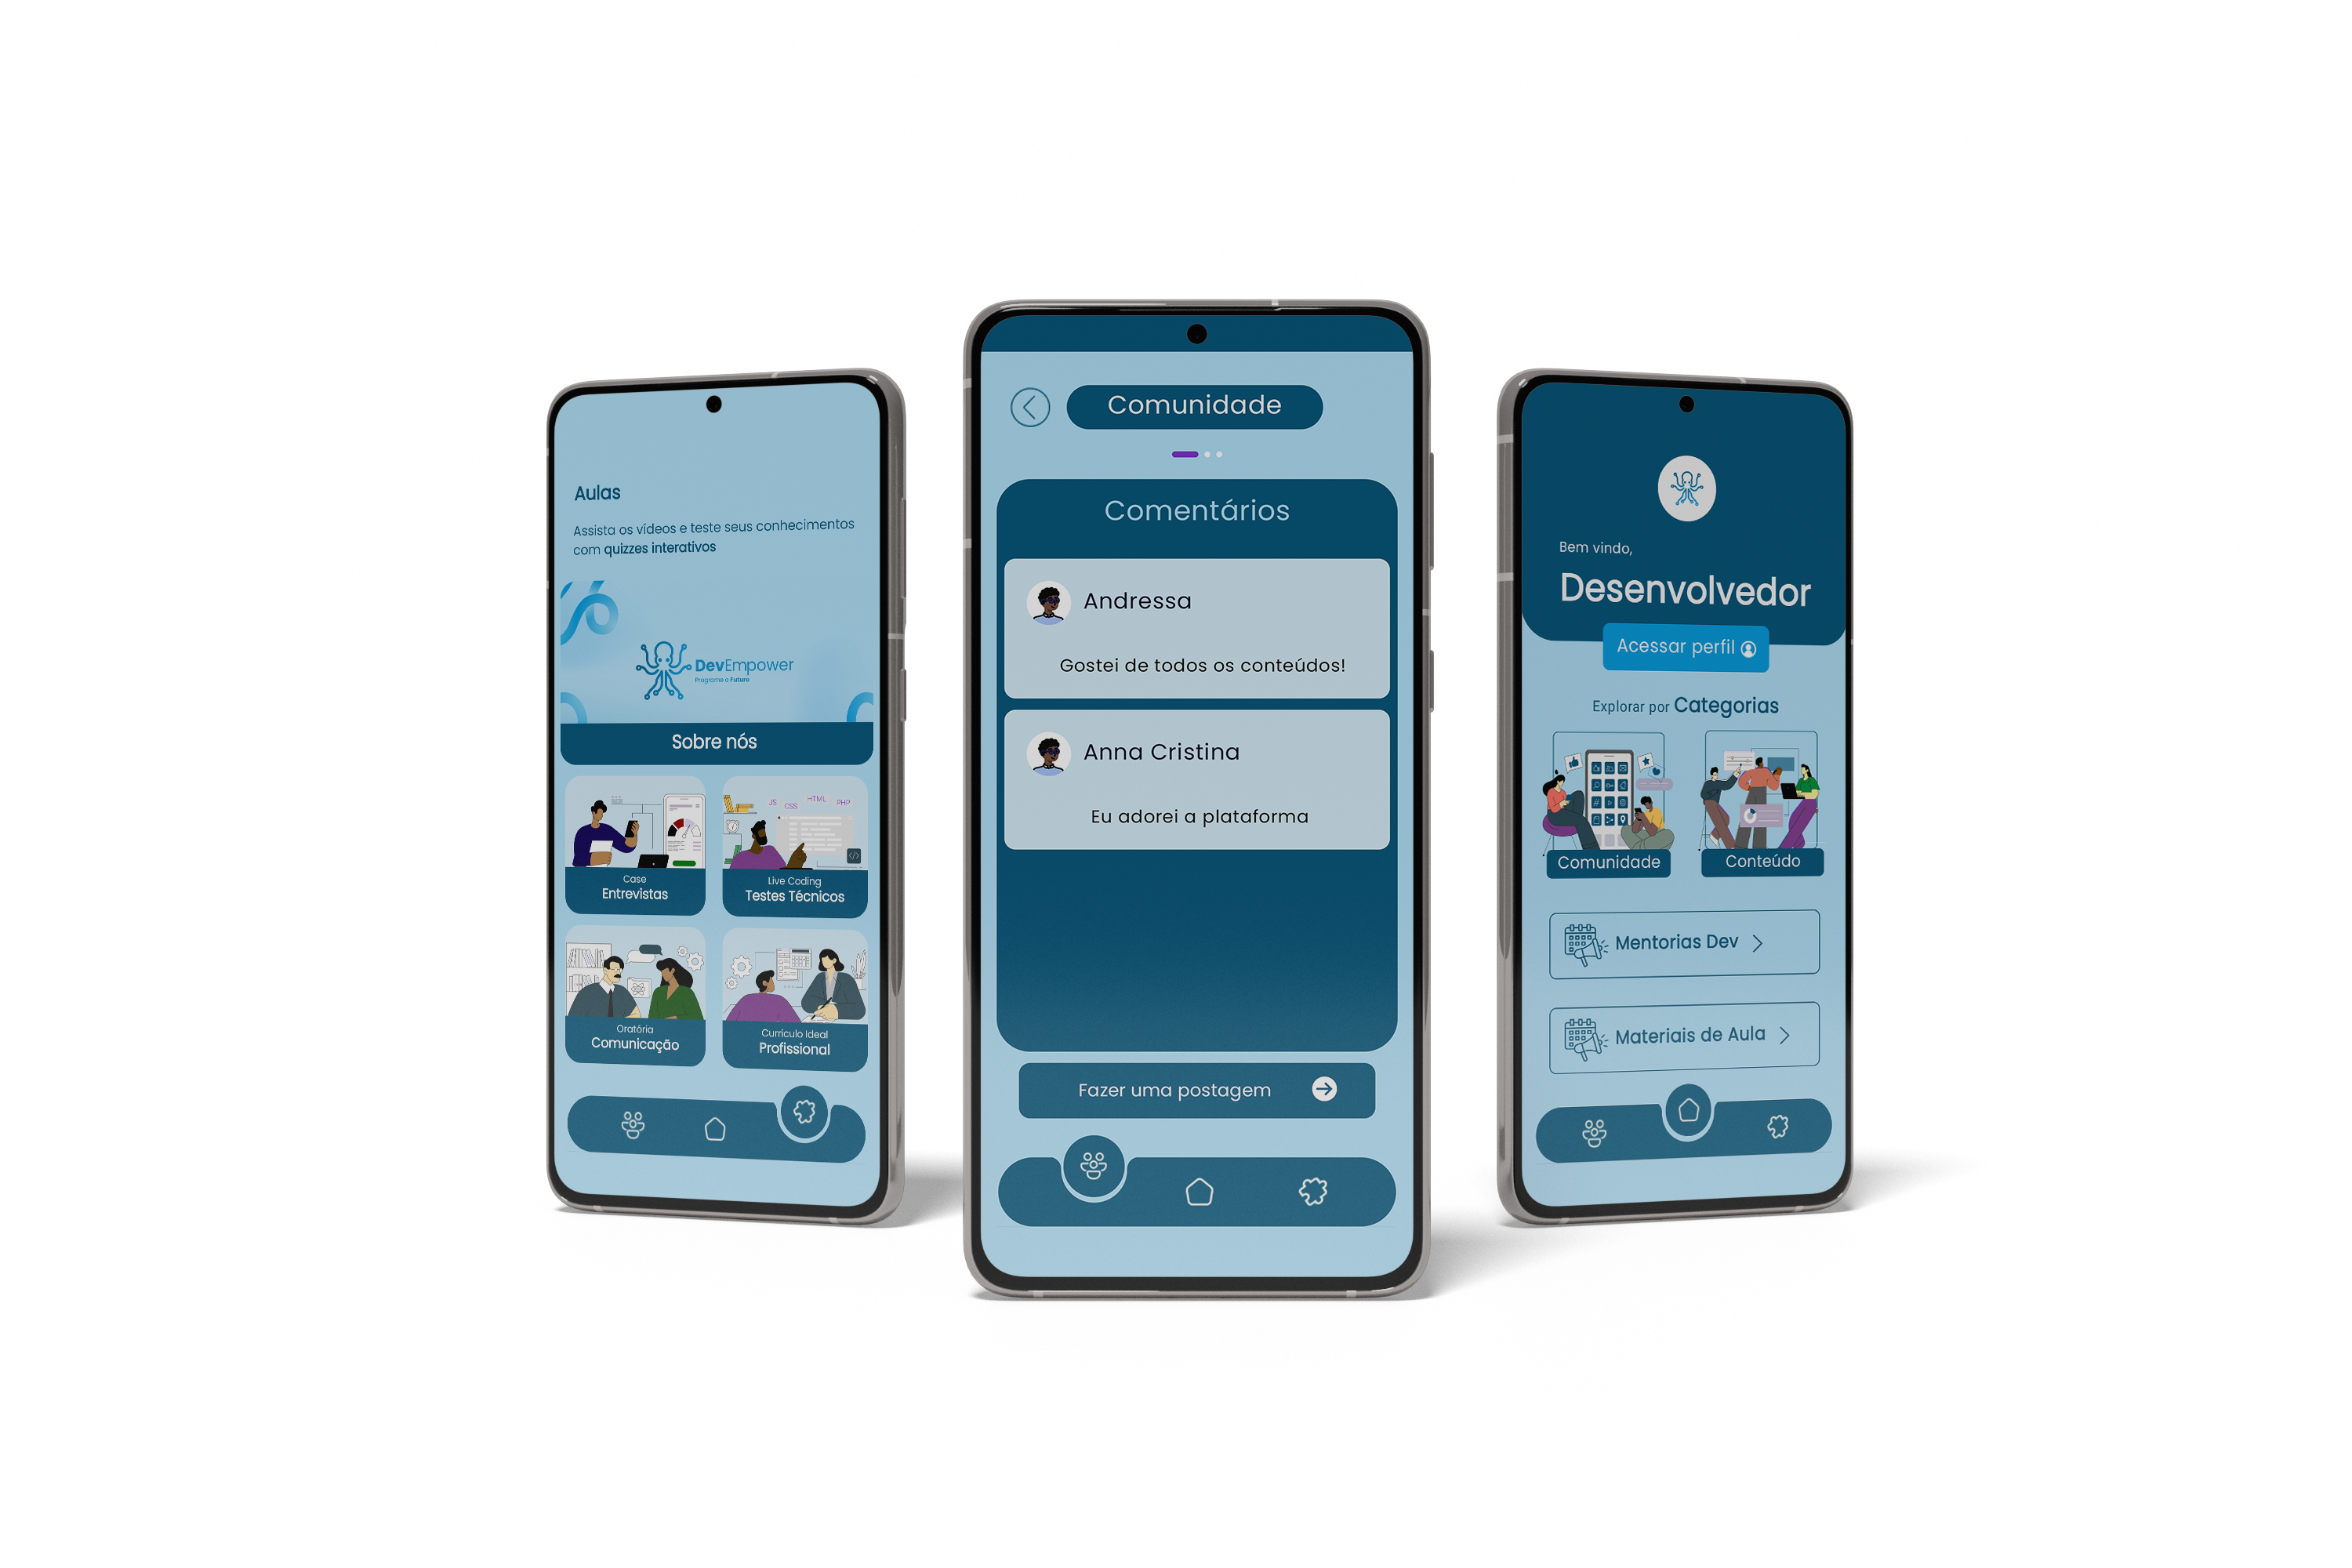 Aulas
Assista os vídeos e teste seus conhecimentos
com quizzes interativos
DevEmpower
Programe o Futuro
Sobre nós
Case
Entrevistas
JS
CSS
HTML
PHP
Live Coding
Testes Técnicos
Oratória
Comunicação
Currículo Ideal
Profissional
Comunidade
Comentários
Andressa
Gostei de todos os conteúdos!
Anna Cristina
Eu adorei a plataforma
Fazer uma postagem
Bem vindo,
Desenvolvedor
Acessar perfil
Explorar por Categorias
Comunidade
Conteúdo
Mentorias Dev
Materiais de Aula